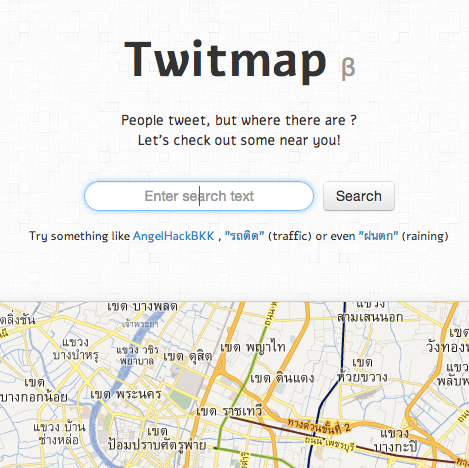 Twitmap β
People tweet, but where there are ?
Let's check out some near you!
Enter search text
Search
Try something like AngelHackBKK , "รถติด" (traffic) or even "ฝนตก" (raining)
เขต บางพลัด
เจ้าพระยา
แขวง
สามเสนนอก
ตลิ่งชัน
แขวง
บางบำหรุ
แขวง วชิร
พยาบาล
เขต ดุสิต
เขต พญาไท
แขวง
วังทองห
เขต
ห้วยขวาง
แขวง
พลับพ
เขต ดินแดง
เขต
บางกอกน้อย
เขต พระนคร
เขต ราชเทวี
ทางด่วนขั้นที่ 2
แขวง บ้าน
ช่างหล่อ
เขต
ป้อมปราบศัตรูพ่าย
ถนน เพชรบุรี
แขวง
บางกะปิ